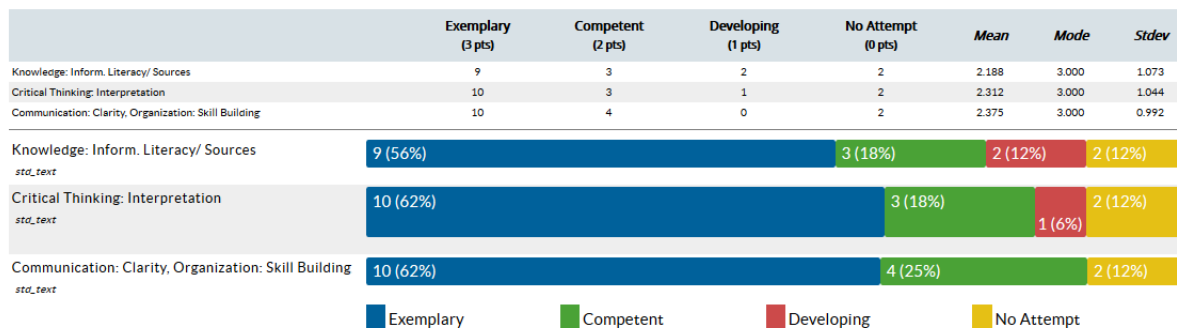 Exemplary Competent Developing No Attempt Mean Mode Stdev
(3 pts) (2 pts) (1 pts) (0 pts)
Knowledge: Inform. Literacy/ Sources 9 3 2 2 2.188 3.000 1.073
Critical Thinking: Interpretation 10 3 1 2 2.312 3.000 1.044
Communication: Clarity, Organization: Skill Building 10 4 0 2 2.375 3.000 0.992
Knowledge: Inform. Literacy/ Sources 9 (56%) 3 (18%) 2 (12%) 2 (12%)
std_text
Critical Thinking: Interpretation 10 (62%) 3 (18%) 2 (12%)
std_text 1 (6%)
Communication: Clarity, Organization: Skill Building 10 (62%) 4 (25%) 2 (12%)
std_text
Exemplary Competent Developing No Attempt